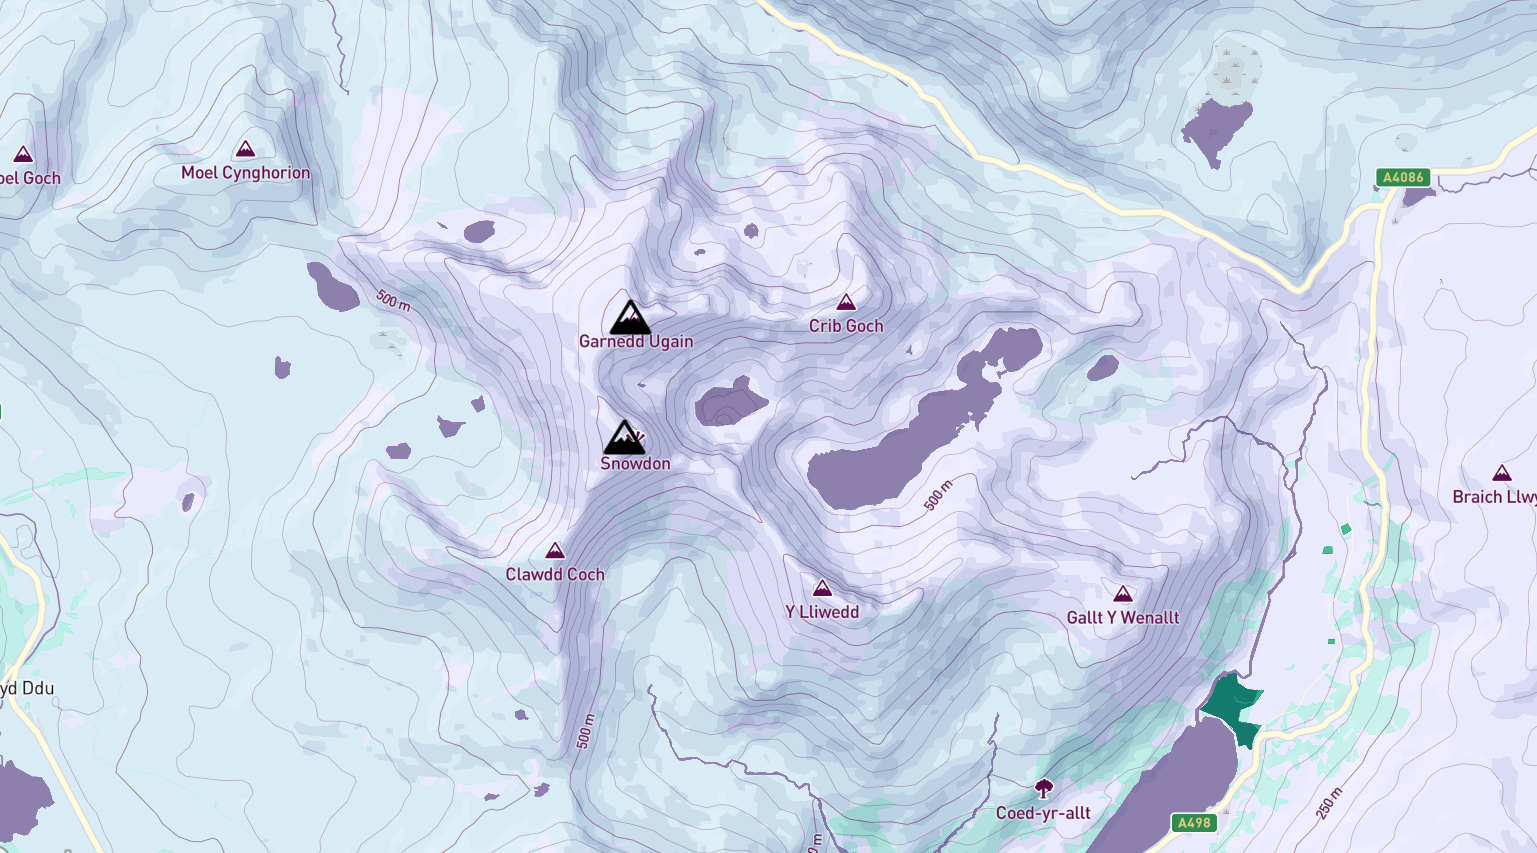 Moel Cynghorion
oel Goch
A4086
500 m
Crib Goch
Garnedd Ugain
Snowdon
Braich Llwy
500 m
Clawdd Coch
Y Lliwedd
Gallt Y Wenallt
yd Ddu
500 m
Coed-yr-allt
250 m
A498
0 m